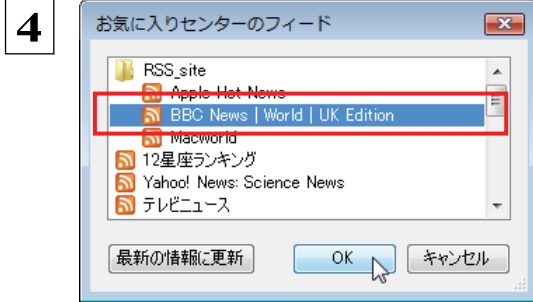 4
お気に入りセンターのフィード
RSS_site
Apple Hot News
BBC News | World | UK Edition
Macworld
12星座ランキング
Yahoo! News: Science News
テレビニュース
最新の情報に更新
OK
キャンセル